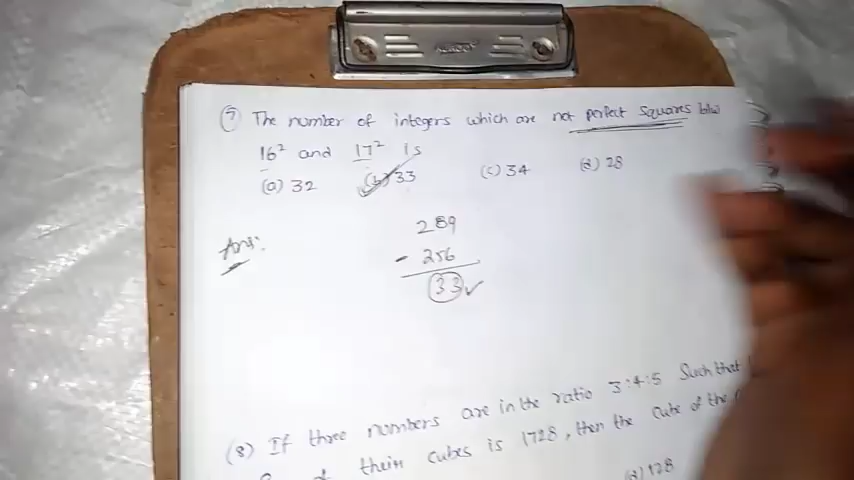 (7) The number of integers which are not perfect squares b/w
16² and 17² is
(a) 32 (b) 33 (c) 34 (d) 28
Ans:
289
- 256
33 ✓
(8) If three numbers are in the ratio 3:4:5 Such that
of their cubes is 1728, then the cube of the
(d) 128